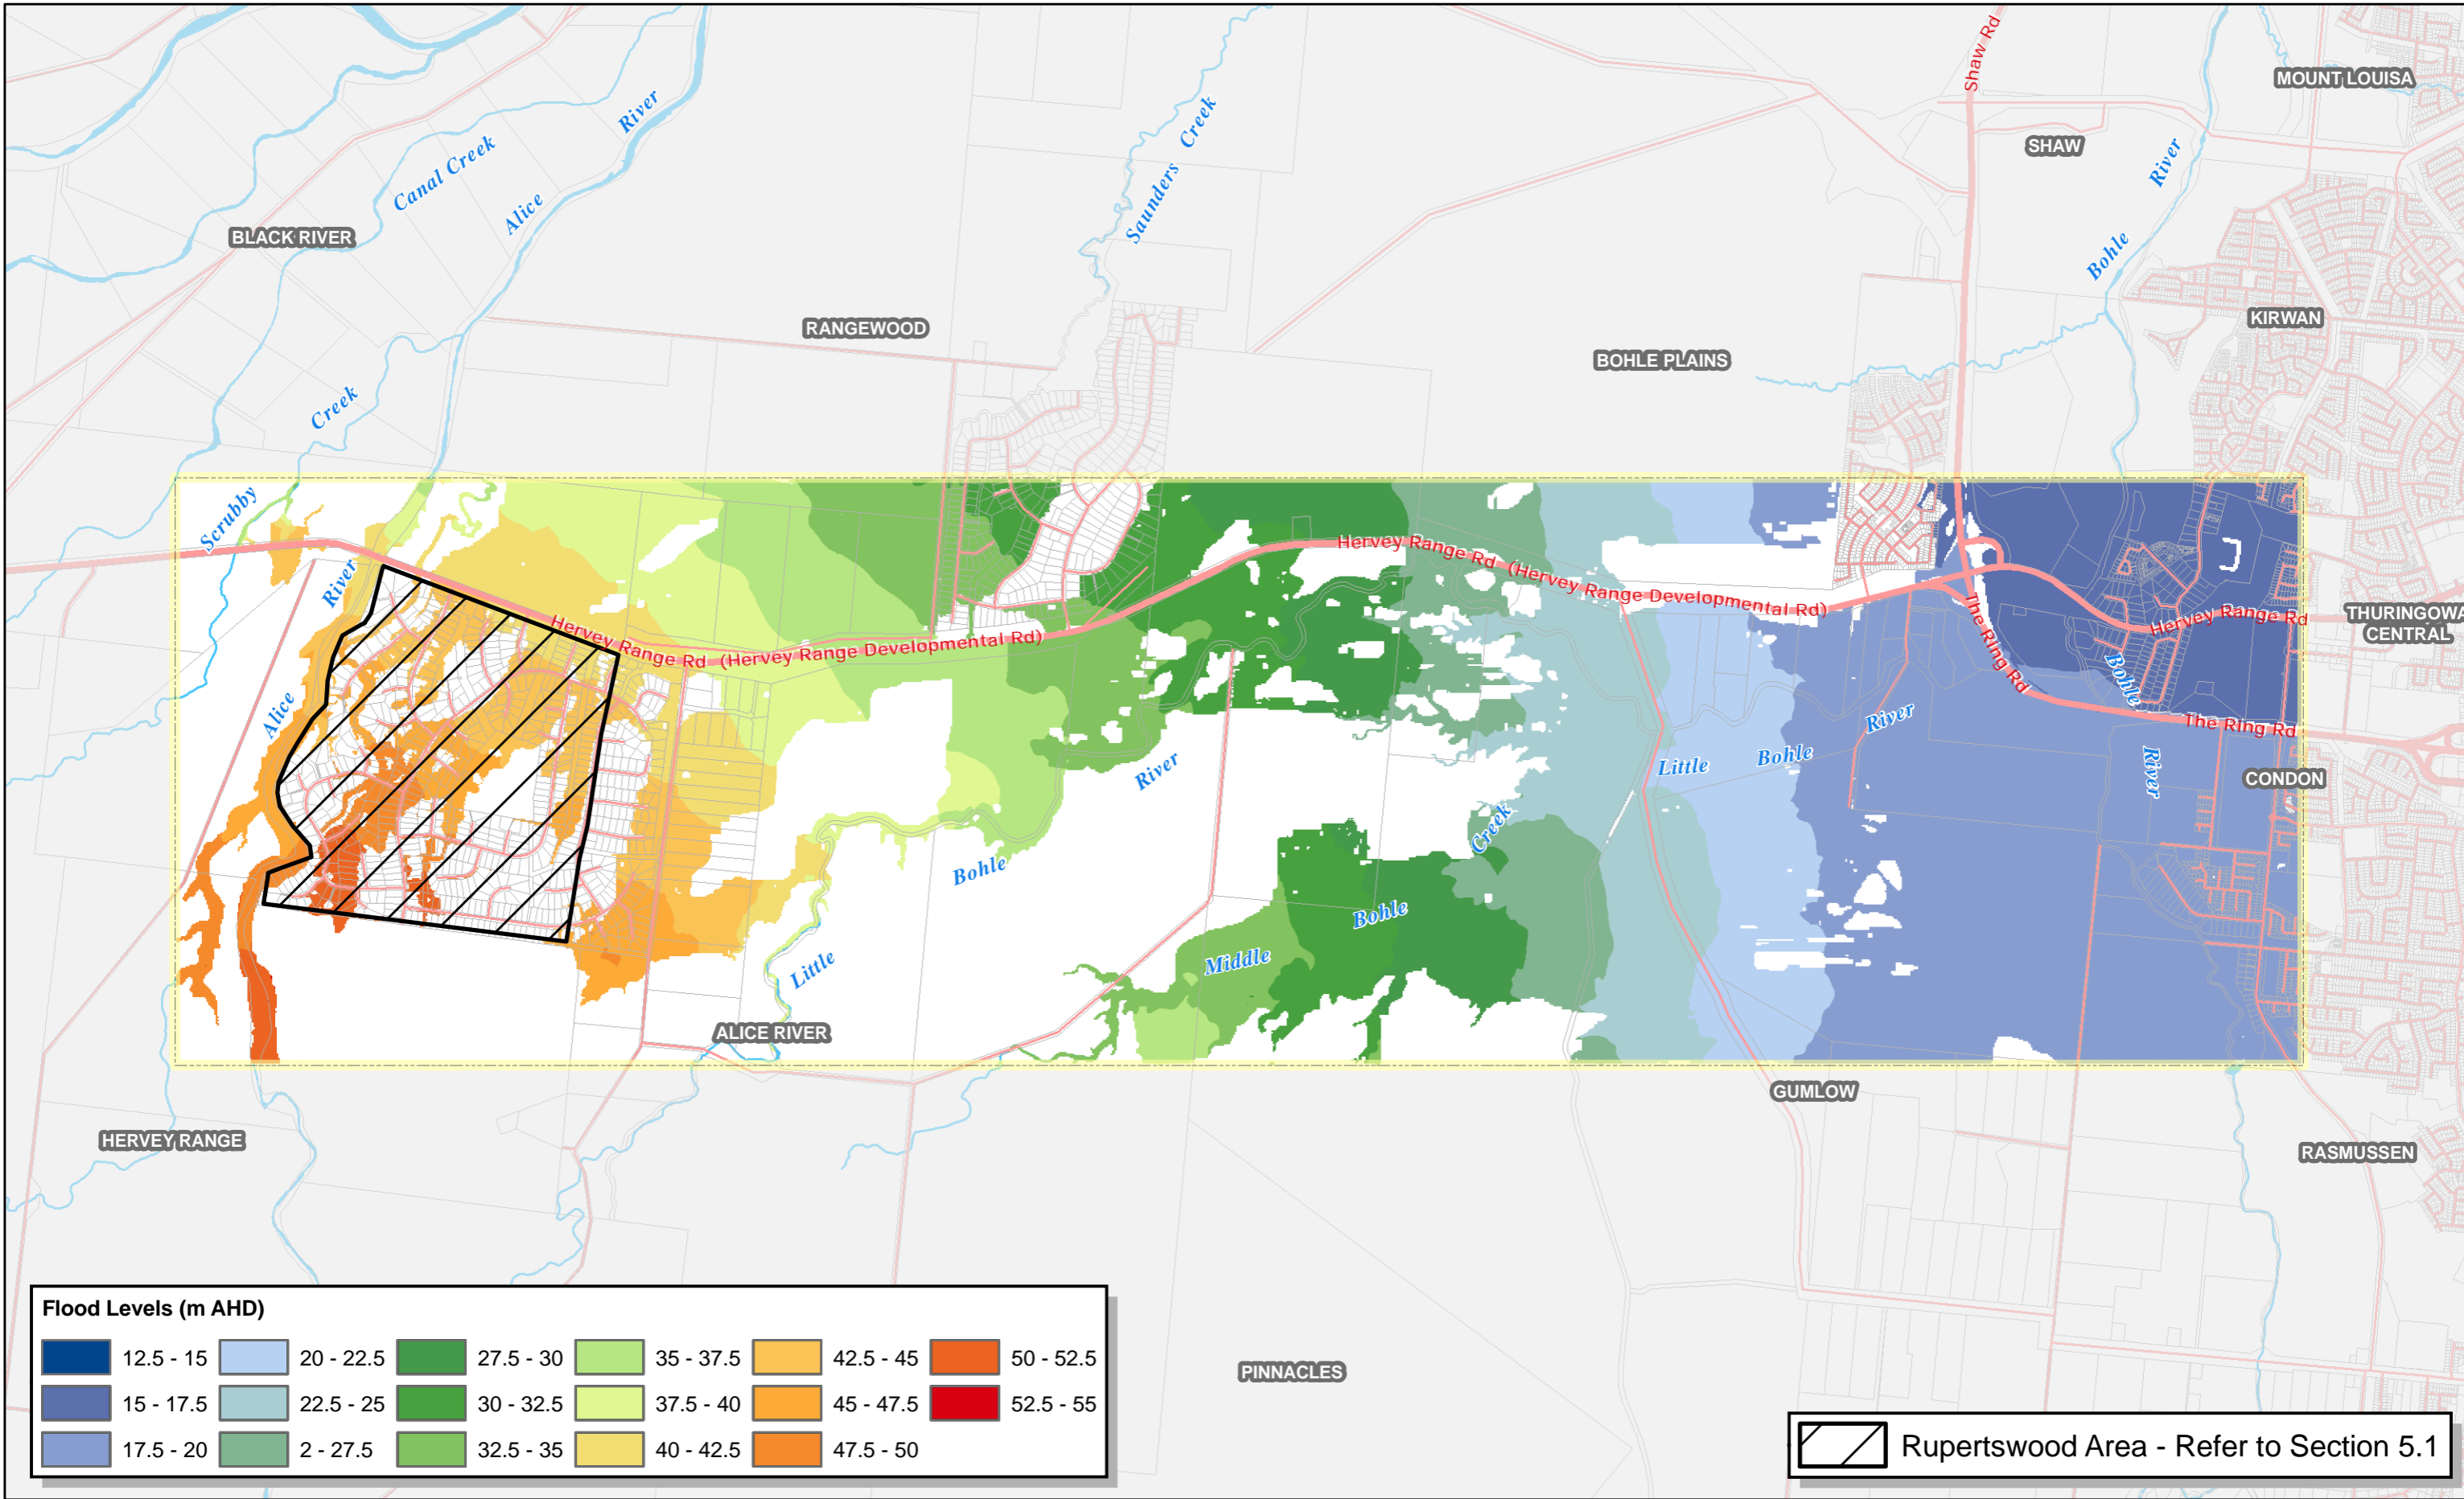 Shaw Rd
MOUNT LOUISA
SHAW
River
Bohle
Alice
River
Canal Creek
Saunders Creek
BLACK RIVER
RANGEWOOD
BOHLE PLAINS
KIRWAN
Creek
Scrubby
River
Alice
Hervey Range Rd (Hervey Range Developmental Rd)
Hervey Range Rd (Hervey Range Developmental Rd)
The Ring Rd
Hervey Range Rd
THURINGOWA
CENTRAL
Bohle
River
The Ring Rd
River
Little Bohle River
CONDON
Bohle
River
Creek
Bohle
Middle
Little
ALICE RIVER
GUMLOW
HERVEY RANGE
RASMUSSEN
PINNACLES
Flood Levels (m AHD)
12.5 - 15
20 - 22.5
27.5 - 30
35 - 37.5
42.5 - 45
50 - 52.5
15 - 17.5
22.5 - 25
30 - 32.5
37.5 - 40
45 - 47.5
52.5 - 55
17.5 - 20
2 - 27.5
32.5 - 35
40 - 42.5
47.5 - 50
Rupertswood Area - Refer to Section 5.1